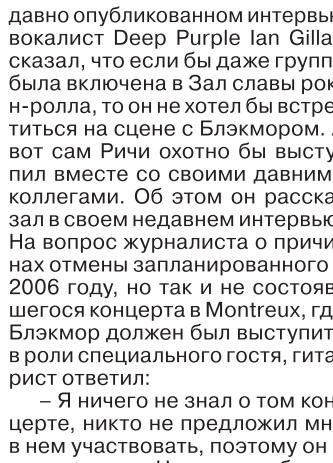 давно опубликованном интервь
вокалист Deep Purple Ian Gilla
сказал, что если бы даже групп
была включена в Зал славы рок
н-ролла, то он не хотел бы встре
титься на сцене с Блэкмором.
вот сам Ричи охотно бы высту
пил вместе со своими давним
коллегами. Об этом он расска
зал в своем недавнем интервью
На вопрос журналиста о причи
нах отмены запланированного
2006 году, но так и не состояв
шегося концерта в Montreux, гд
Блэкмор должен был выступит
в роли специального гостя, гита
рист ответил:
– Я ничего не знал о том кон
церте, никто не предложил мн
в нем участвовать, поэтому он